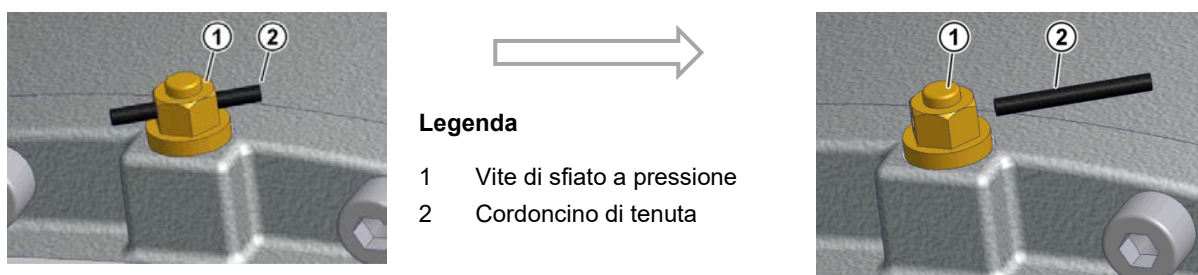 1 2
Legenda
1 Vite di sfiato a pressione
2 Cordoncino di tenuta
1 2